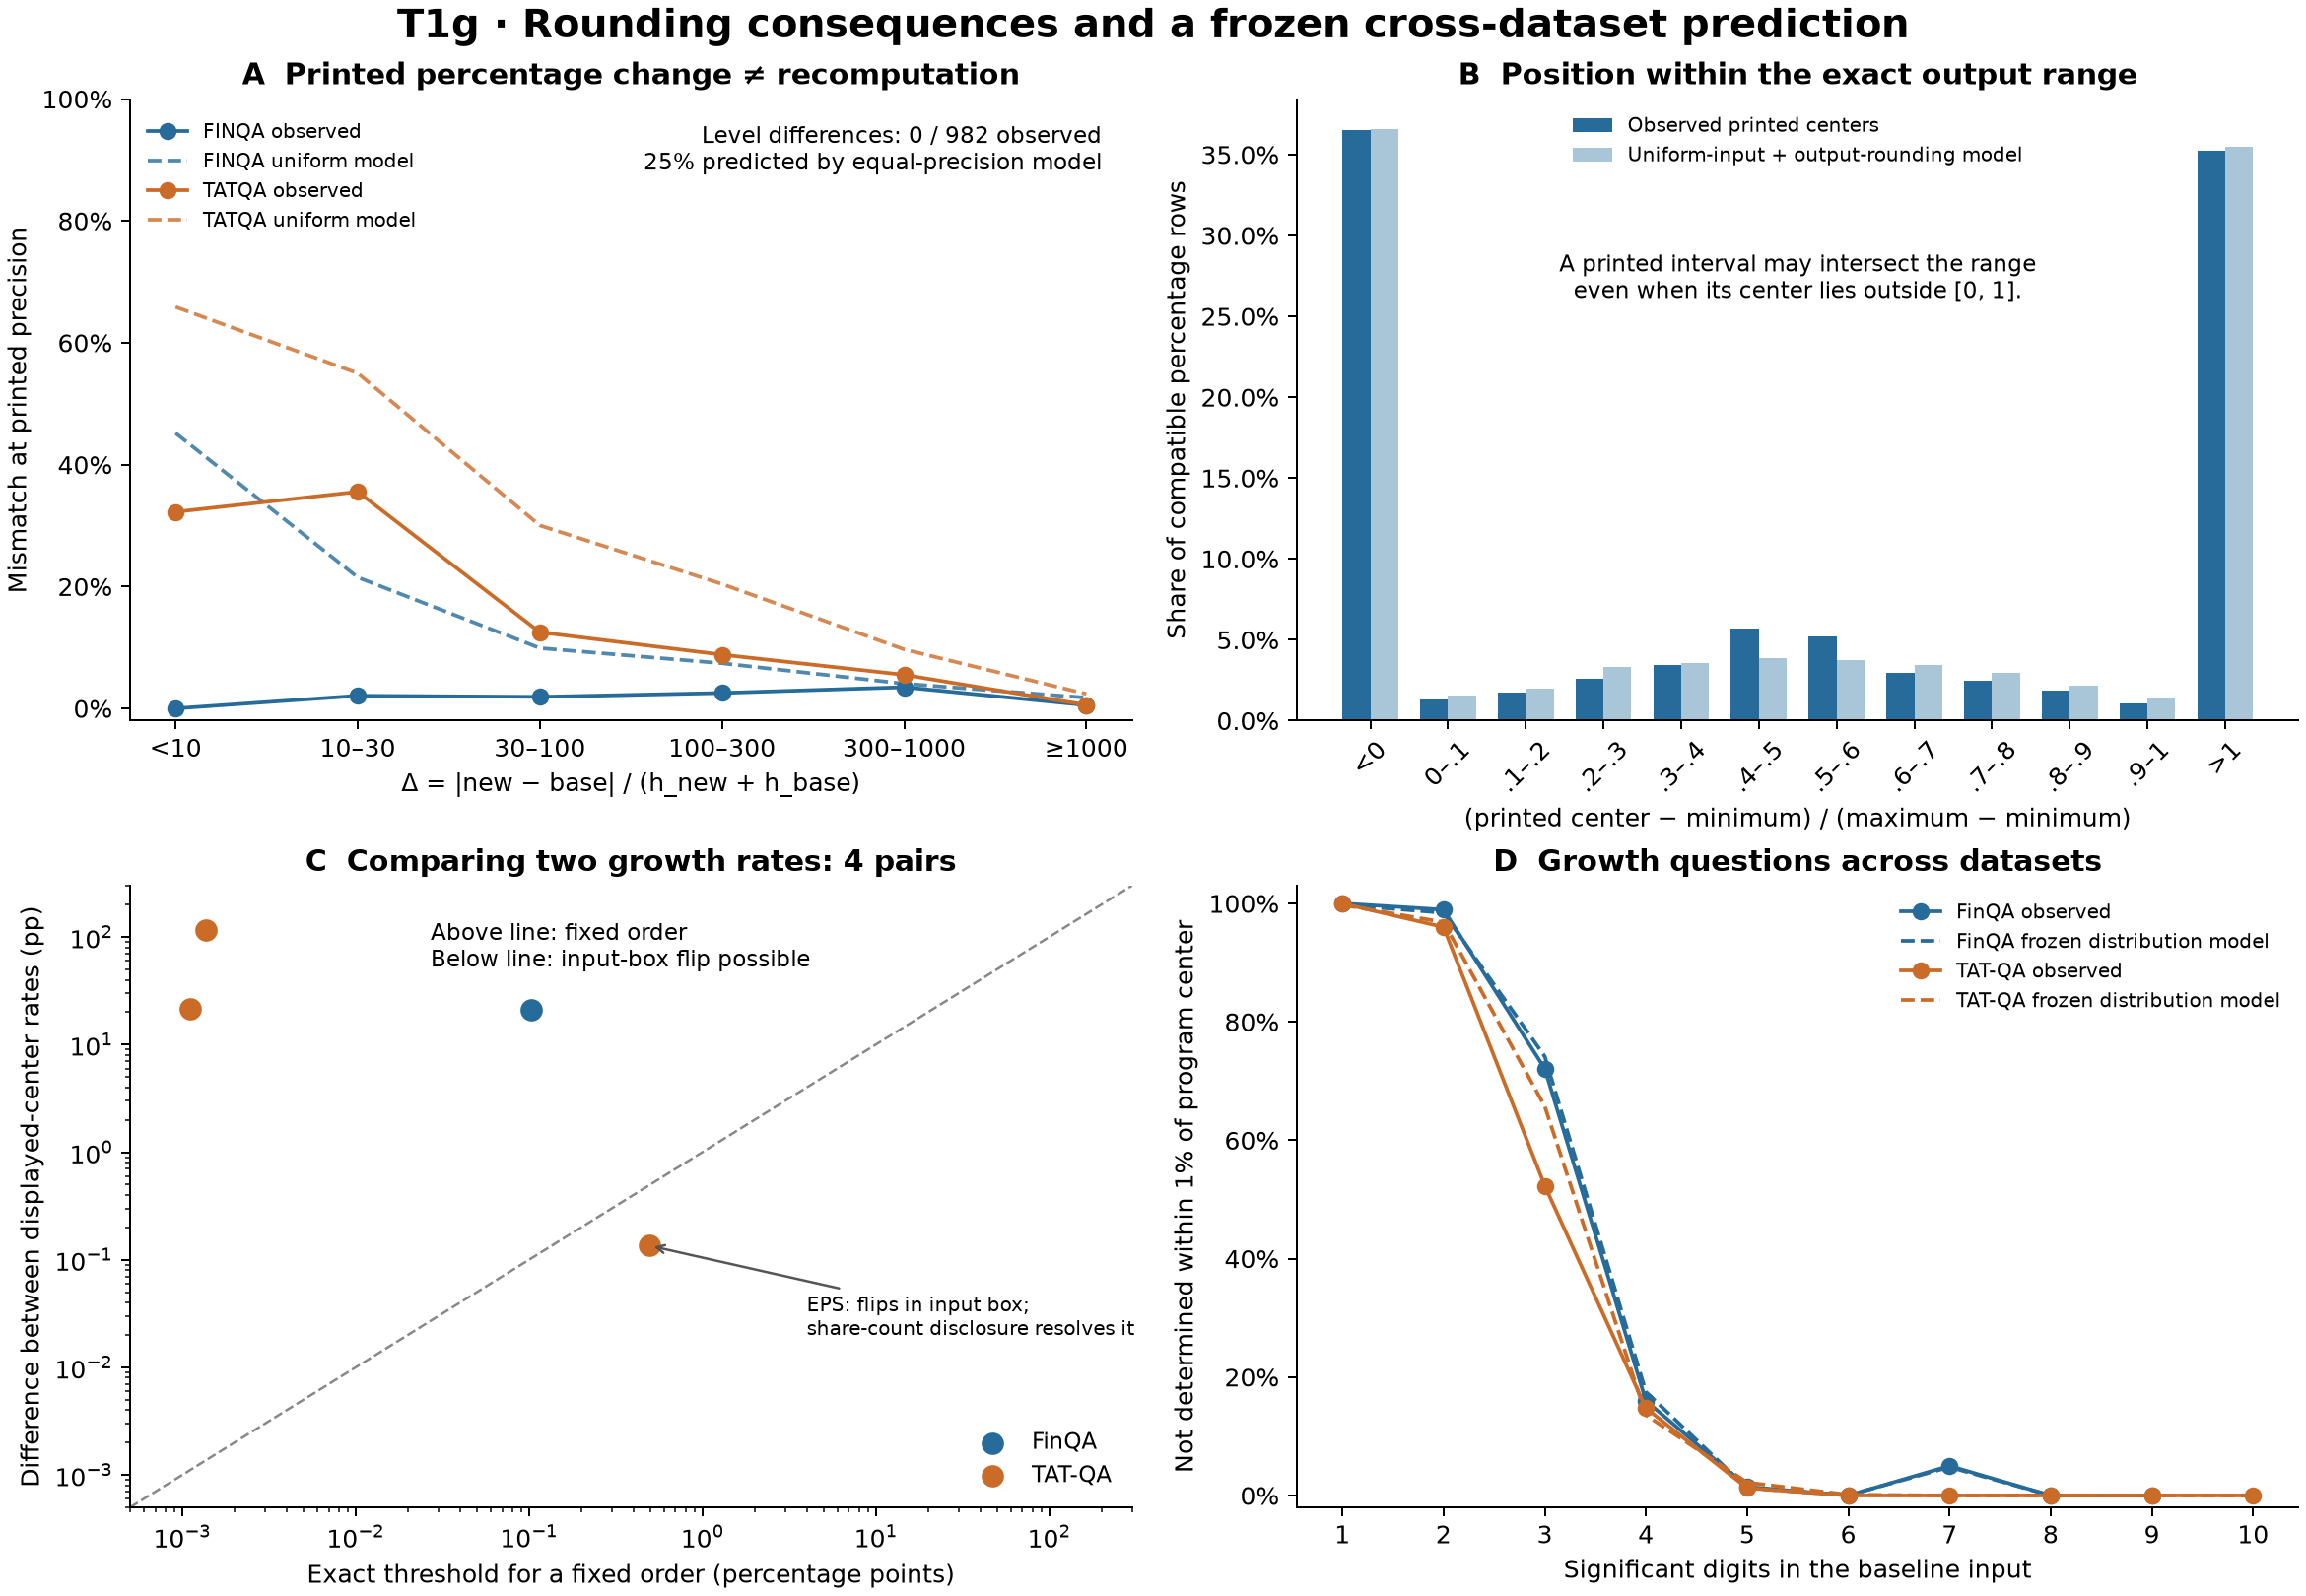 T1g · Rounding consequences and a frozen cross-dataset prediction
A Printed percentage change ≠ recomputation
Mismatch at printed precision
100%
80%
60%
40%
20%
0%
FINQA observed
FINQA uniform model
TATQA observed
TATQA uniform model
Level differences: 0 / 982 observed
25% predicted by equal-precision model
<10
10–30
30–100
100–300
300–1000
≥1000
Δ = |new − base| / (h_new + h_base)
B Position within the exact output range
Share of compatible percentage rows
35.0%
30.0%
25.0%
20.0%
15.0%
10.0%
5.0%
0.0%
Observed printed centers
Uniform-input + output-rounding model
A printed interval may intersect the range
even when its center lies outside [0, 1].
<0
0–.1
.1–.2
.2–.3
.3–.4
.4–.5
.5–.6
.6–.7
.7–.8
.8–.9
.9–1
>1
(printed center − minimum) / (maximum − minimum)
C Comparing two growth rates: 4 pairs
Difference between displayed-center rates (pp)
10²
10¹
10⁰
10⁻¹
10⁻²
10⁻³
Above line: fixed order
Below line: input-box flip possible
EPS: flips in input box;
share-count disclosure resolves it
FinQA
TAT-QA
10⁻³
10⁻²
10⁻¹
10⁰
10¹
10²
Exact threshold for a fixed order (percentage points)
D Growth questions across datasets
Not determined within 1% of program center
100%
80%
60%
40%
20%
0%
FinQA observed
FinQA frozen distribution model
TAT-QA observed
TAT-QA frozen distribution model
1
2
3
4
5
6
7
8
9
10
Significant digits in the baseline input